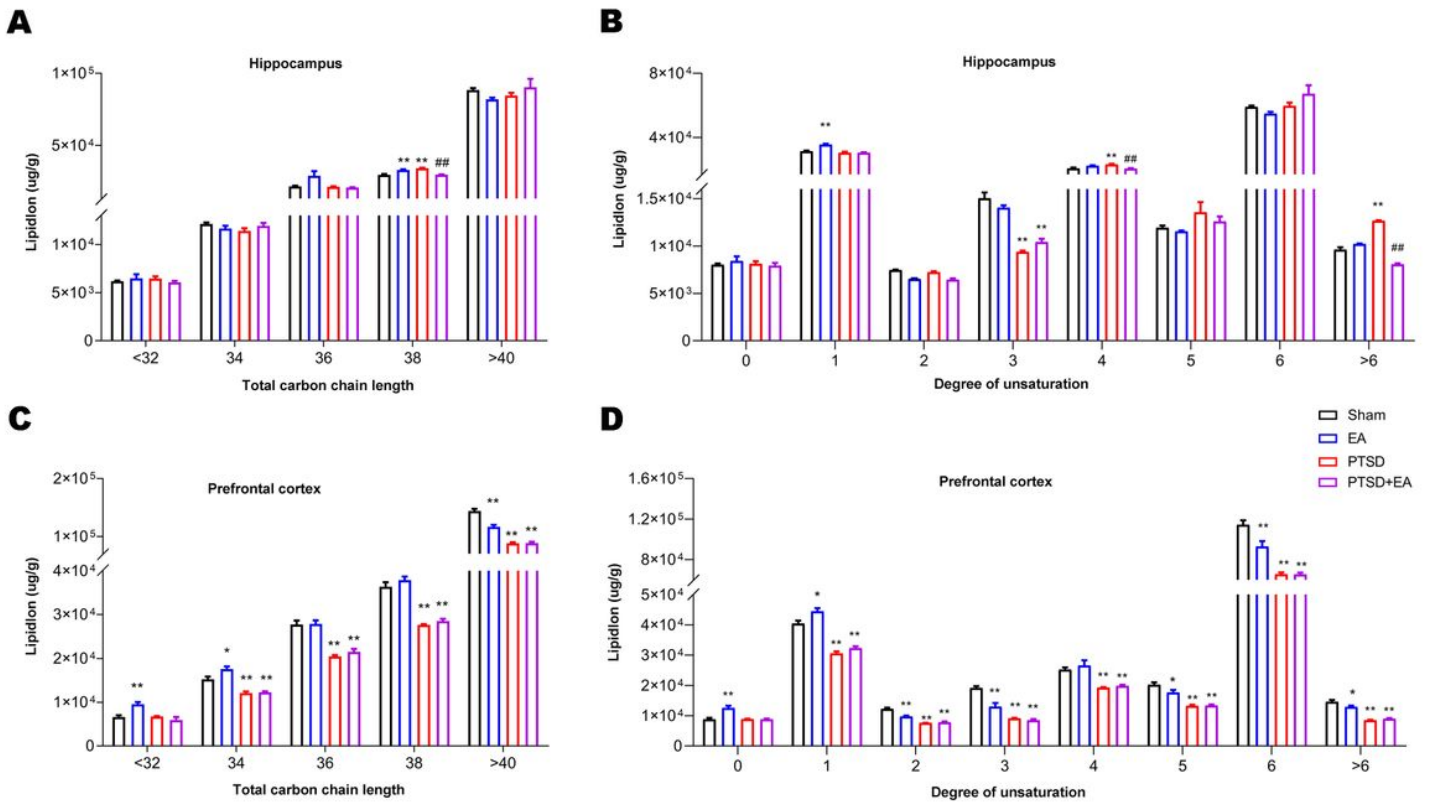 A
Hippocampus
LipidIon (ug/g)
1×10⁵
5×10⁴
1×10⁴
5×10³
0
** ** ##
<32 34 36 38 >40
Total carbon chain length
B
Hippocampus
LipidIon (ug/g)
8×10⁴
4×10⁴
1.5×10⁴
1×10⁴
5×10³
0
**
** **
** ##
** ##
0 1 2 3 4 5 6 >6
Degree of unsaturation
C
Prefrontal cortex
LipidIon (ug/g)
2×10⁵
1×10⁵
4×10⁴
3×10⁴
2×10⁴
1×10⁴
0
**
* ** **
** **
** **
** ** **
<32 34 36 38 >40
Total carbon chain length
D
Prefrontal cortex
LipidIon (ug/g)
1.6×10⁵
1.2×10⁵
8×10⁴
5×10⁴
4×10⁴
3×10⁴
2×10⁴
1×10⁴
0
**
* ** **
** ** **
** ** **
** **
* ** **
** ** **
* ** **
0 1 2 3 4 5 6 >6
Degree of unsaturation
Sham
EA
PTSD
PTSD+EA